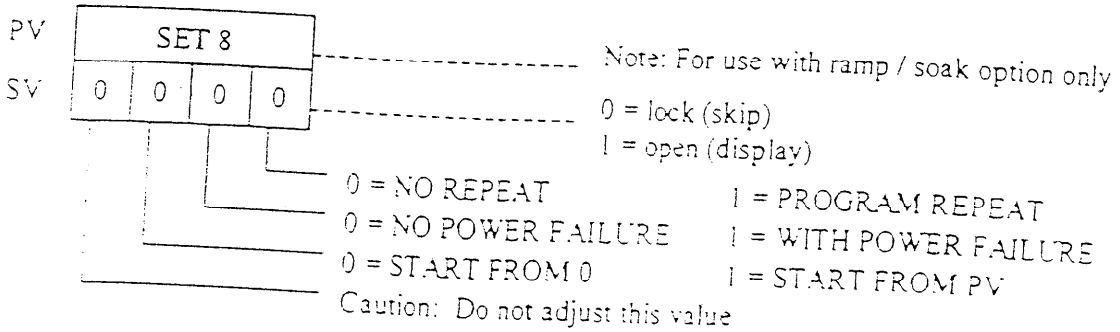 PV SET 8
Note: For use with ramp / soak option only
SV 0 0 0 0
0 = lock (skip)
1 = open (display)
0 = NO REPEAT 1 = PROGRAM REPEAT
0 = NO POWER FAILURE 1 = WITH POWER FAILURE
0 = START FROM 0 1 = START FROM PV
Caution: Do not adjust this value